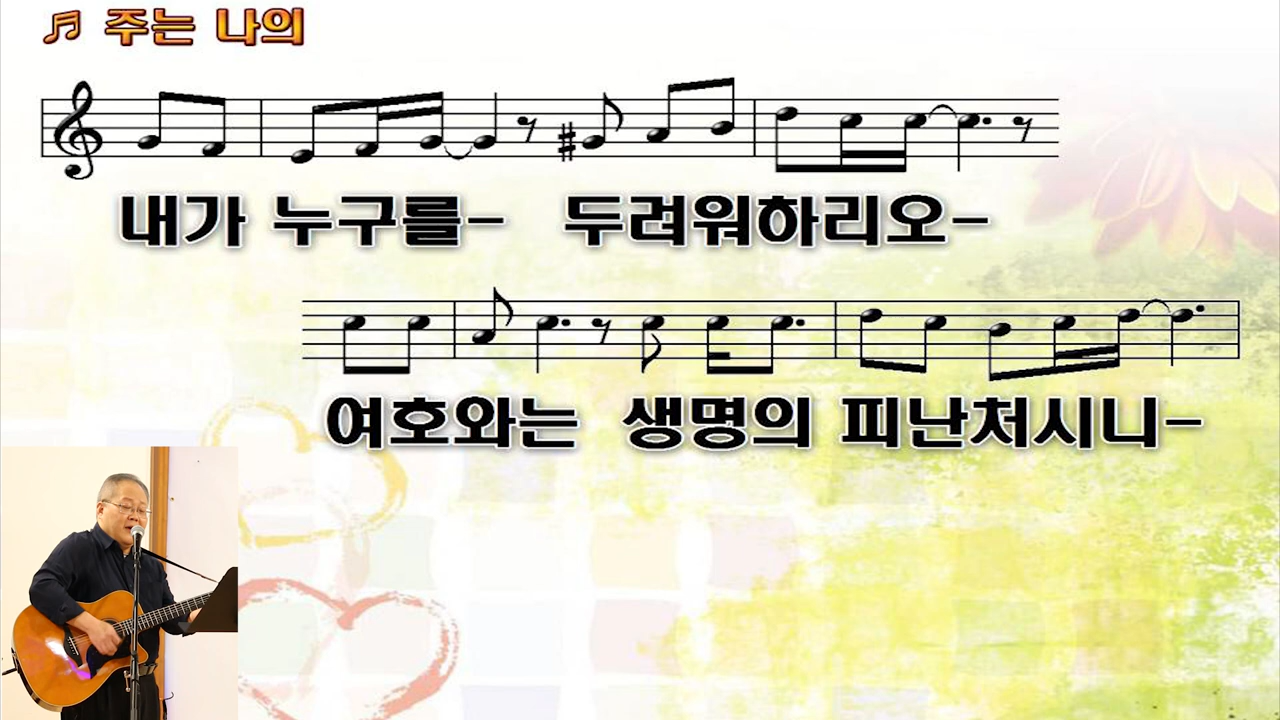 ♬ 주는 나의
내가 누구를- 두려워하리오-
여호와는 생명의 피난처시니-